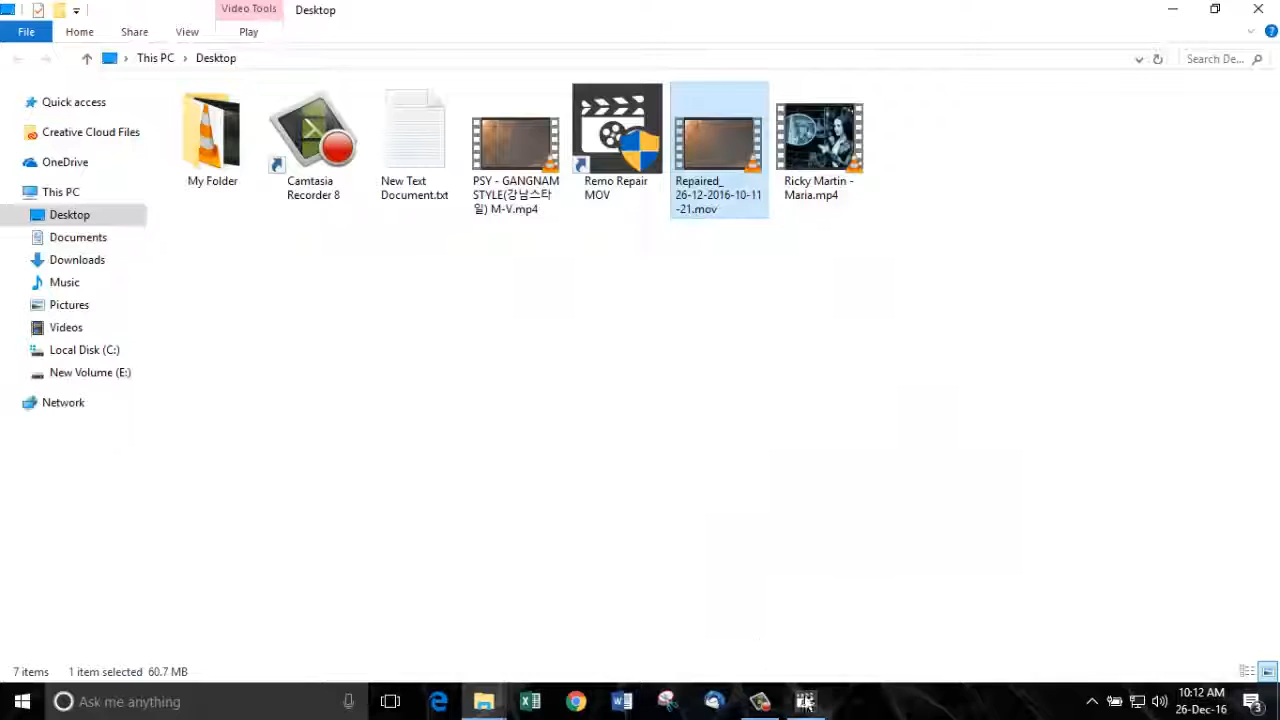 Video Tools
Desktop
File
Home
Share
View
Play
This PC
Desktop
Search De...
Quick access
Creative Cloud Files
OneDrive
This PC
Desktop
Documents
Downloads
Music
Pictures
Videos
Local Disk (C:)
New Volume (E:)
Network
My Folder
Camtasia
Recorder 8
New Text
Document.txt
PSY - GANGNAM
STYLE(강남스타
일) M-V.mp4
Remo Repair
MOV
Repaired_
26-12-2016-10-11
-21.mov
Ricky Martin -
Maria.mp4
7 items
1 item selected 60.7 MB
Ask me anything
10:12 AM
26-Dec-16
3